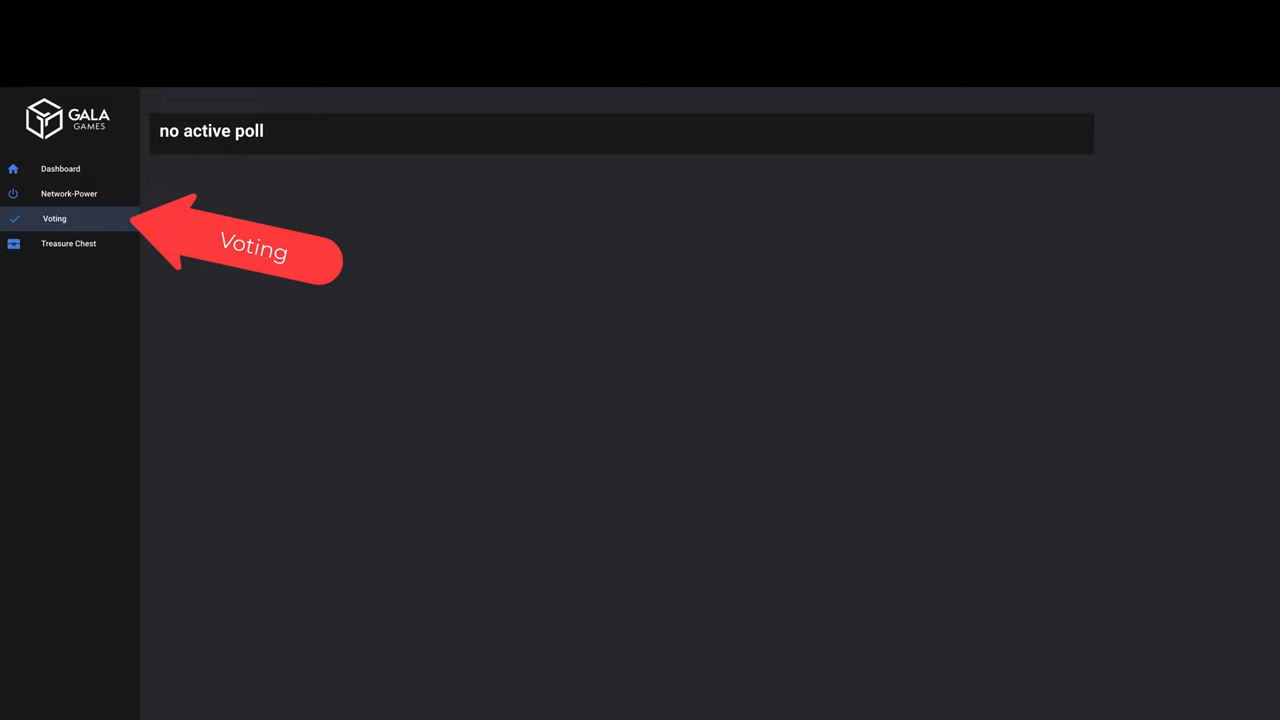 GALA
GAMES
no active poll
Dashboard
Network-Power
Voting
Voting
Treasure Chest